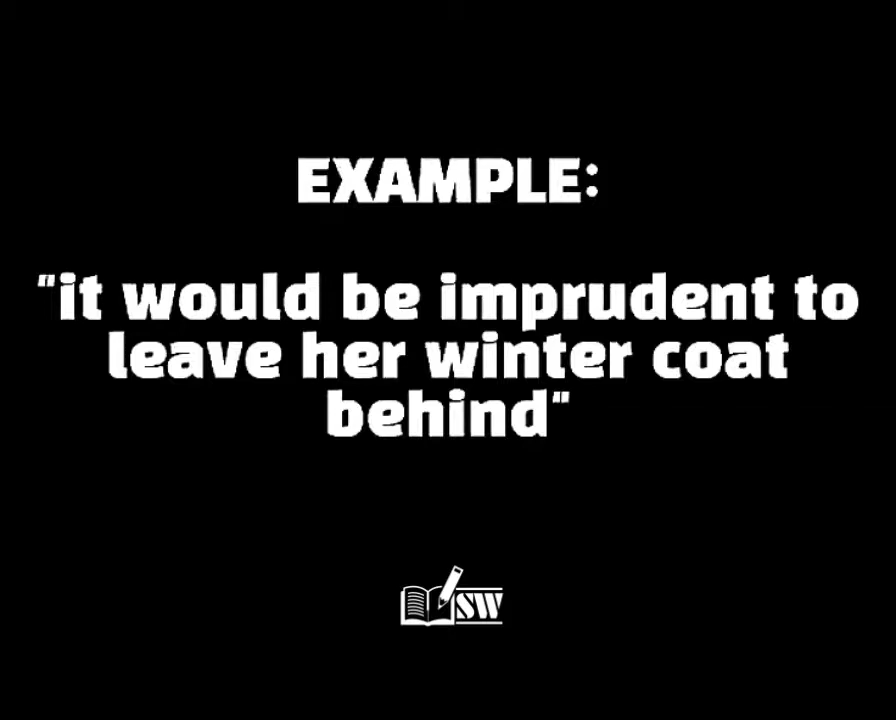 EXAMPLE:
"it would be imprudent to
leave her winter coat
behind"
SW